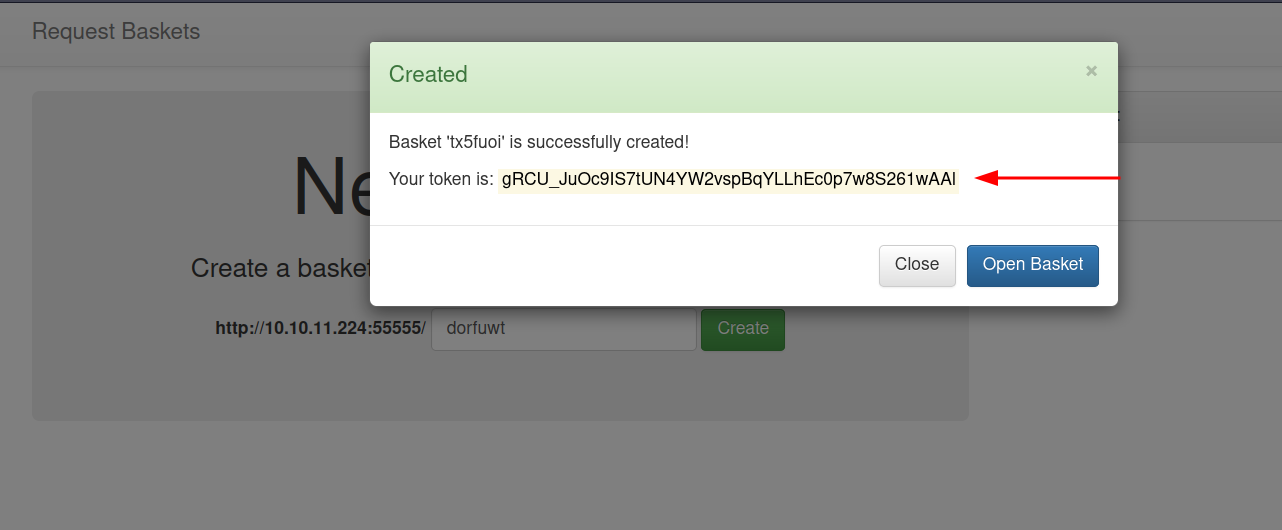 Request Baskets
Created ×
Basket 'tx5fuoi' is successfully created!
Your token is: gRCU_JuOc9IS7tUN4YW2vspBqYLLhEc0p7w8S261wAAl
Close Open Basket
Ne
Create a basket
http://10.10.11.224:55555/ dorfuwt Create